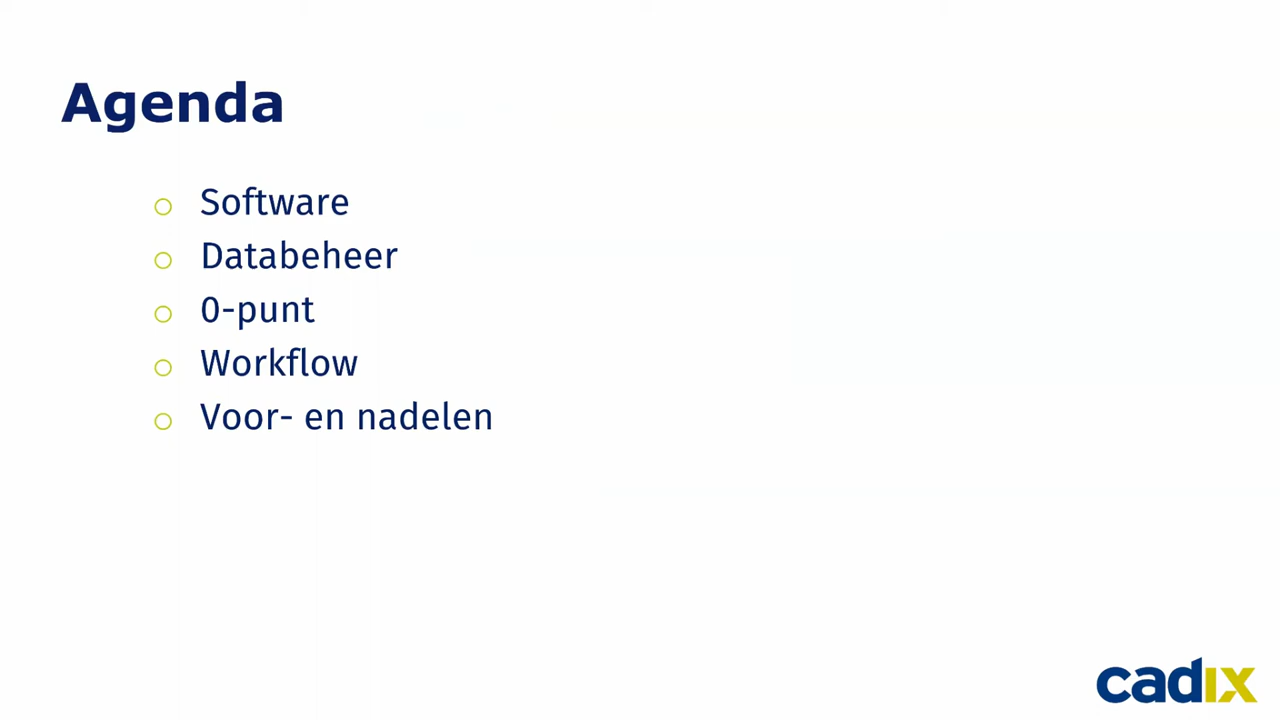 Agenda
Software
Databeheer
0-punt
Workflow
Voor- en nadelen
cadix